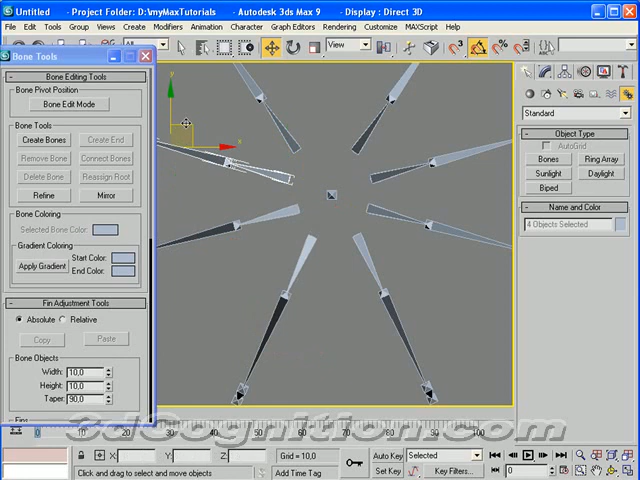 Untitled - Project Folder: D:\myMaxTutorials - Autodesk 3ds Max 9 - Display : Direct 3D
File Edit Tools Group Views Create Modifiers Character reactor Animation Graph Editors Rendering Customize MAXScript Help
All View
Bone Tools
- Bone Editing Tools
Bone Pivot Position
Bone Edit Mode
Bone Tools
Create Bones Create End
Remove Bone Connect Bones
Delete Bone Reassign Root
Refine Mirror
Bone Coloring
Selected Bone Color:
Gradient Coloring
Apply Gradient Start Color:
End Color:
- Fin Adjustment Tools
Absolute Relative
Copy Paste
Bone Objects
Width: 10,0
Height: 10,0
Taper: 90,0
Fins
y
x
Standard
- Object Type
AutoGrid
Bones Ring Array
Sunlight Daylight
Biped
- Name and Color
4 Objects Selected
3dCognition.com
0 10 20 30 40 50 60 70 80 90 100
X: Y: Z: Grid = 10,0
Click and drag to select and move objects Add Time Tag
Auto Key Selected
Set Key Key Filters... 0